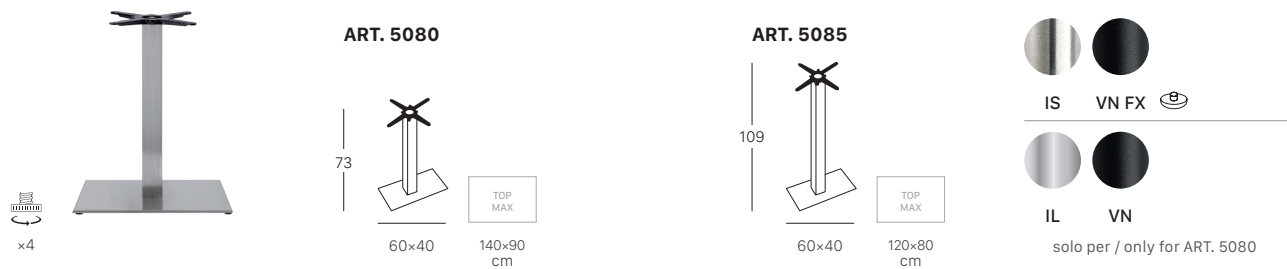 ×4
ART. 5080
73
60×40
TOP
MAX
140×90
cm
ART. 5085
109
60×40
TOP
MAX
120×80
cm
IS
VN FX
IL
VN
solo per / only for ART. 5080